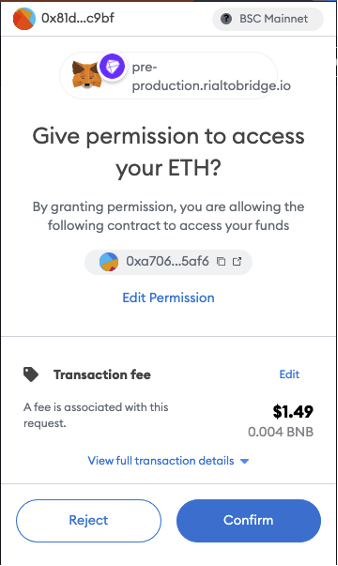 0x81d...c9bf
? BSC Mainnet
pre-
production.rialtobridge.io
Give permission to access
your ETH?
By granting permission, you are allowing the
following contract to access your funds
0xa706...5af6
Edit Permission
Transaction fee
Edit
A fee is associated with this
request.
$1.49
0.004 BNB
View full transaction details
Reject
Confirm